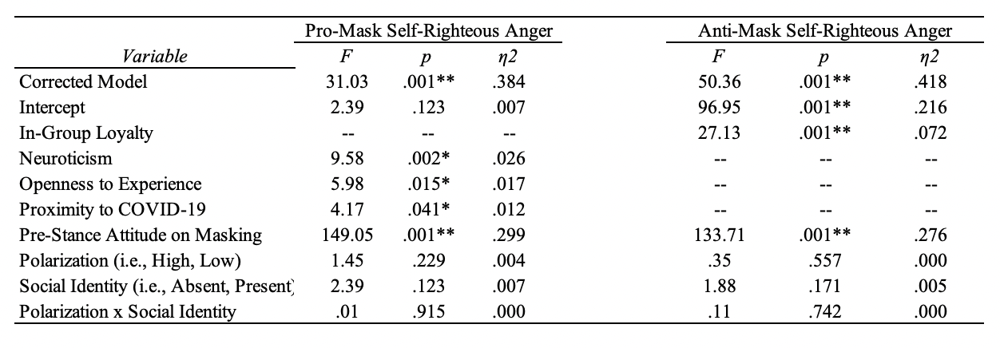 Pro-Mask Self-Righteous Anger Anti-Mask Self-Righteous Anger
Variable F p η2 F p η2
Corrected Model 31.03 .001** .384 50.36 .001** .418
Intercept 2.39 .123 .007 96.95 .001** .216
In-Group Loyalty -- -- -- 27.13 .001** .072
Neuroticism 9.58 .002* .026 -- -- --
Openness to Experience 5.98 .015* .017 -- -- --
Proximity to COVID-19 4.17 .041* .012 -- -- --
Pre-Stance Attitude on Masking 149.05 .001** .299 133.71 .001** .276
Polarization (i.e., High, Low) 1.45 .229 .004 .35 .557 .000
Social Identity (i.e., Absent, Present) 2.39 .123 .007 1.88 .171 .005
Polarization x Social Identity .01 .915 .000 .11 .742 .000